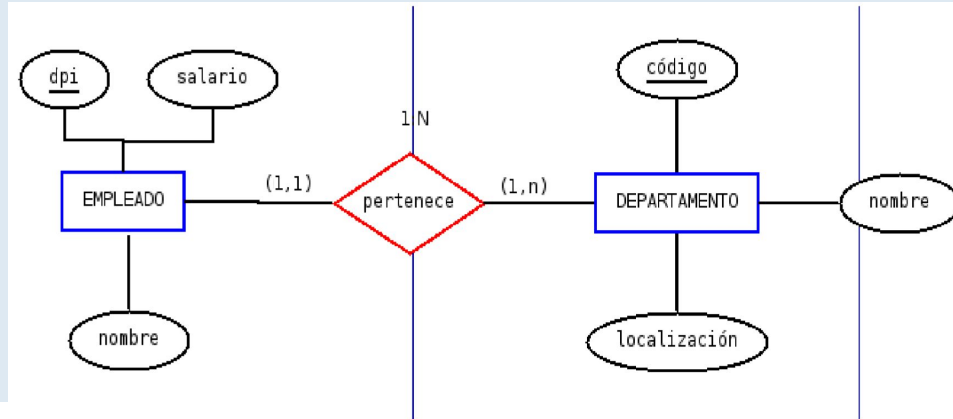 dpi
salario
código
1 N
EMPLEADO
(1,1)
pertenece
(1,n)
DEPARTAMENTO
nombre
nombre
localización